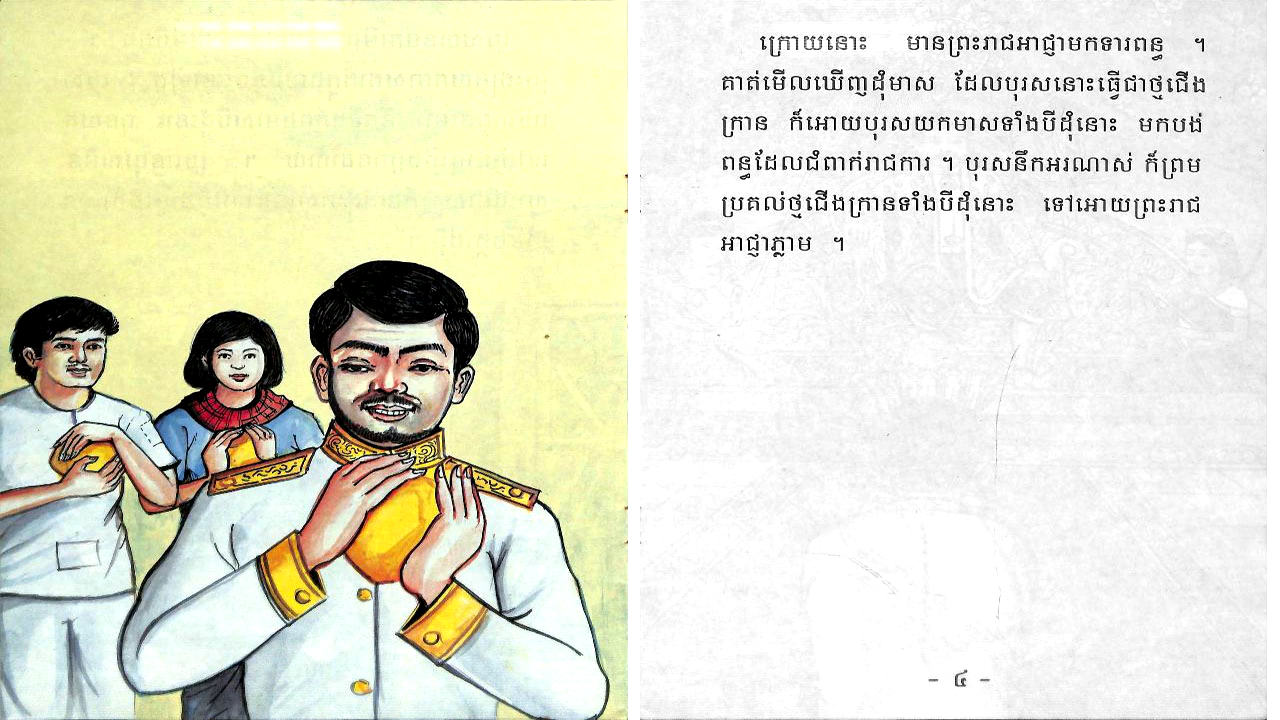 ក្រោយនោះ មានព្រះរាជអាជ្ញាមកទារពន្ធ ។
គាត់មើលឃើញដុំមាស ដែលបុរសនោះធ្វើជាថ្មជើង
ក្រាន ក៏អោយបុរសយកមាសទាំងបីដុំនោះ មកបង់
ពន្ធដែលជំពាក់រាជការ ។ បុរសនឹកអរណាស់ ក៏ព្រម
ប្រគល់ថ្មជើងក្រានទាំងបីដុំនោះ ទៅអោយព្រះរាជ
អាជ្ញាភ្លាម ។
- ៤ -